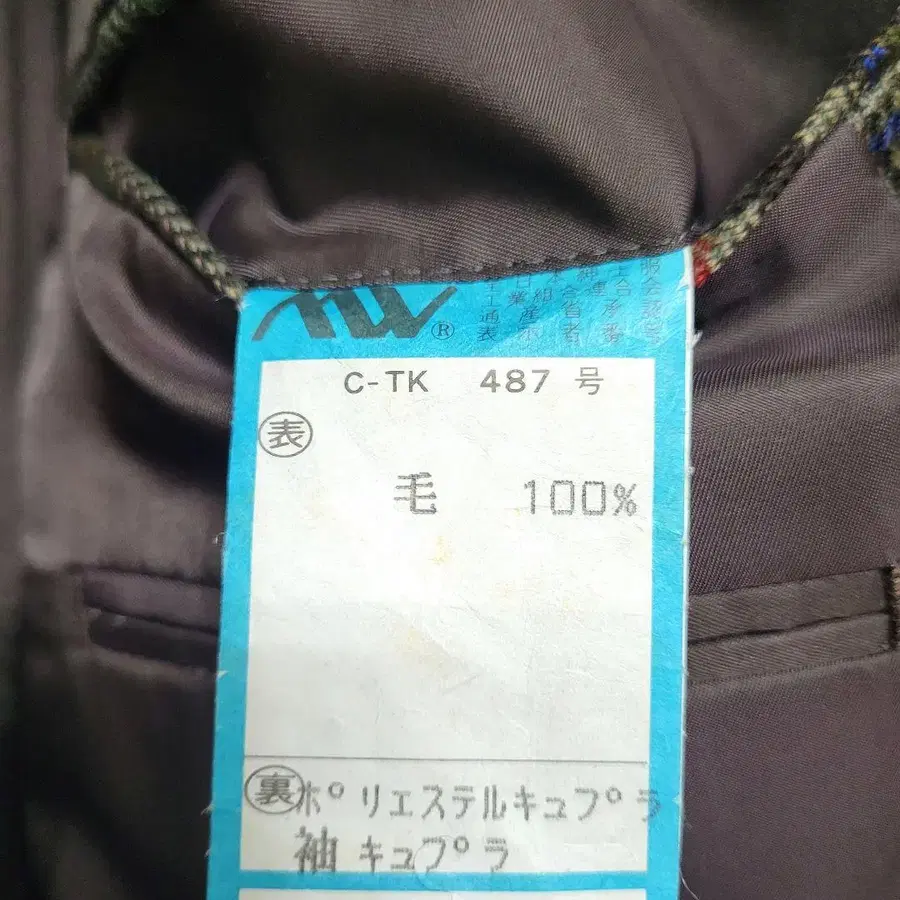 MW®
C-TK 487 号
表
毛 100%
裏 ポリエステルキュプラ
袖 キュプラ